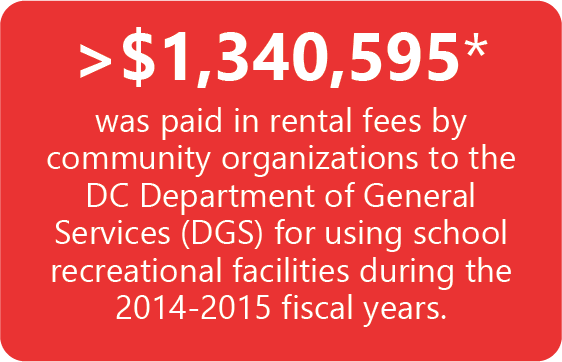 >$1,340,595*
was paid in rental fees by
community organizations to the
DC Department of General
Services (DGS) for using school
recreational facilities during the
2014-2015 fiscal years.